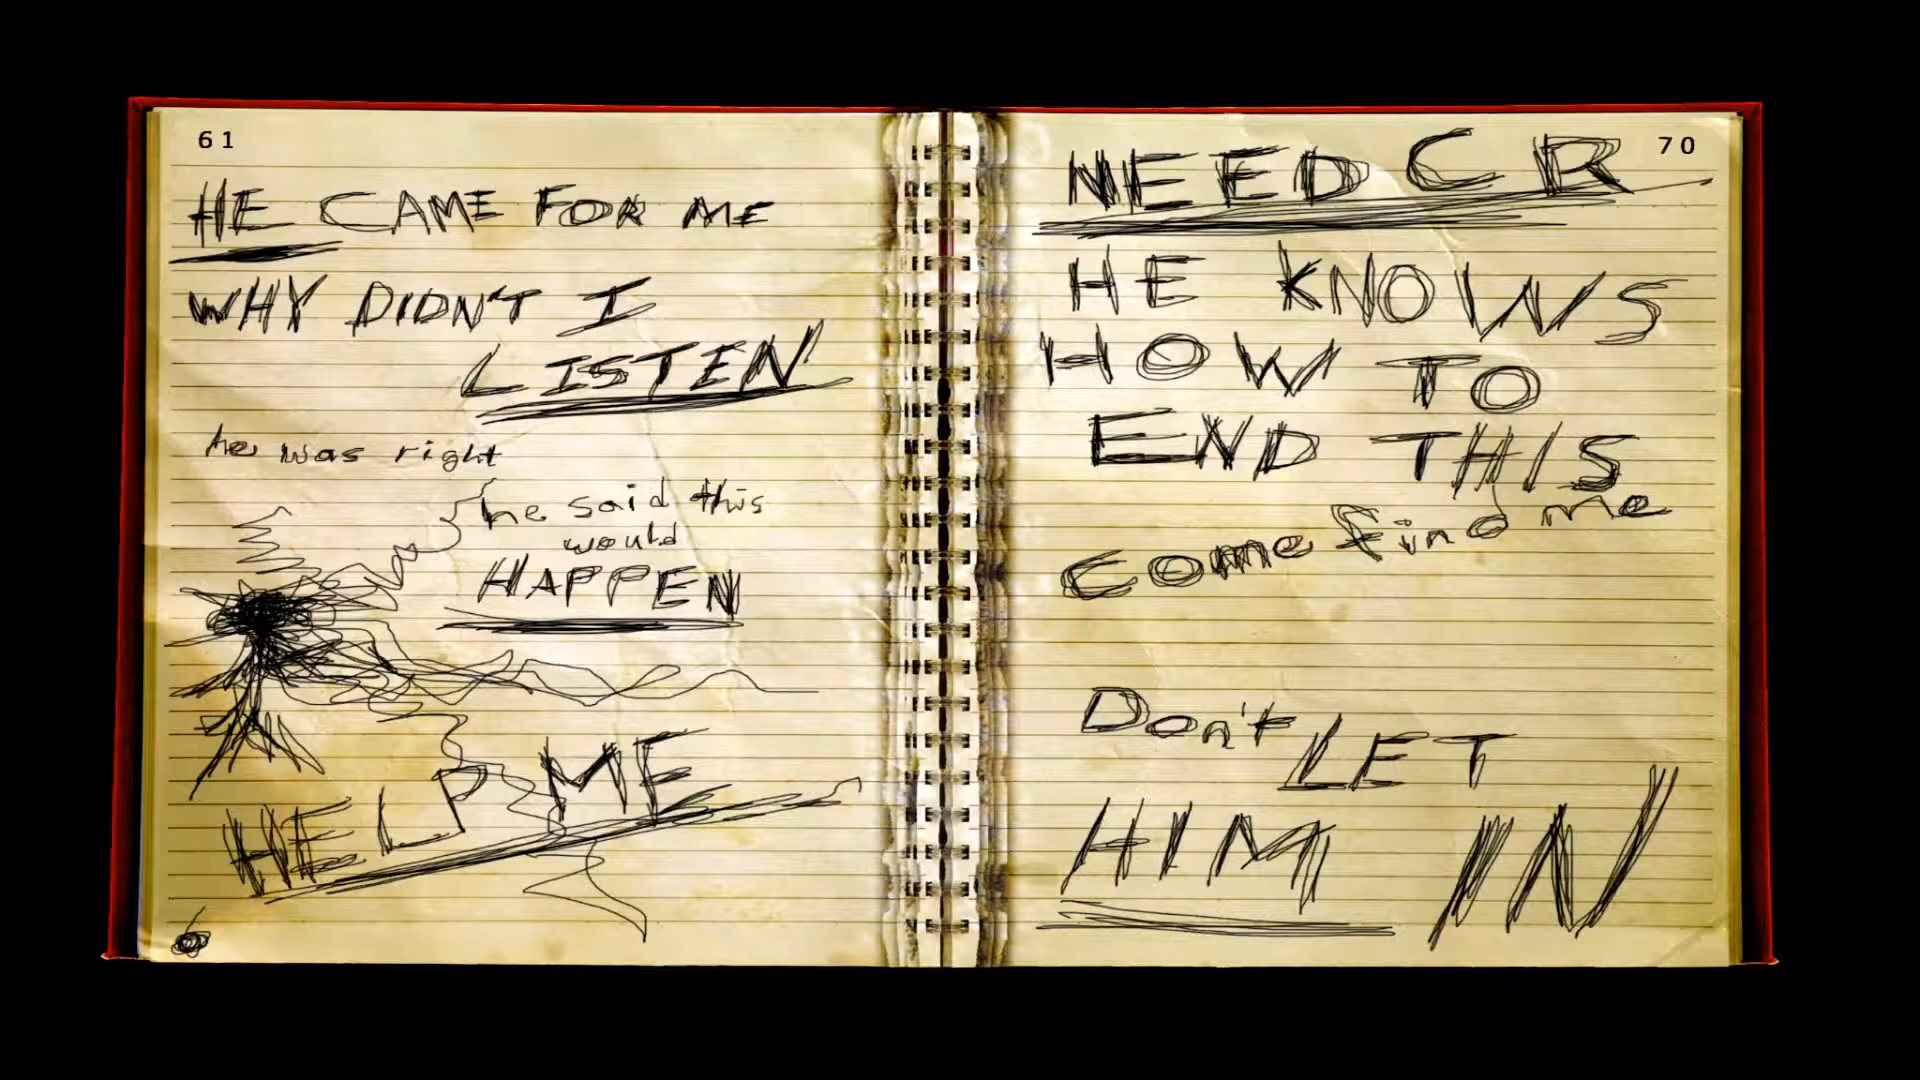 61
HE CAME FOR ME
WHY DIDN'T I
LISTEN
he was right
he said this
would
HAPPEN
HELP ME
70
NEED CR
HE KNOWS
HOW TO
END THIS
come find me
Don't LET
HIM IN